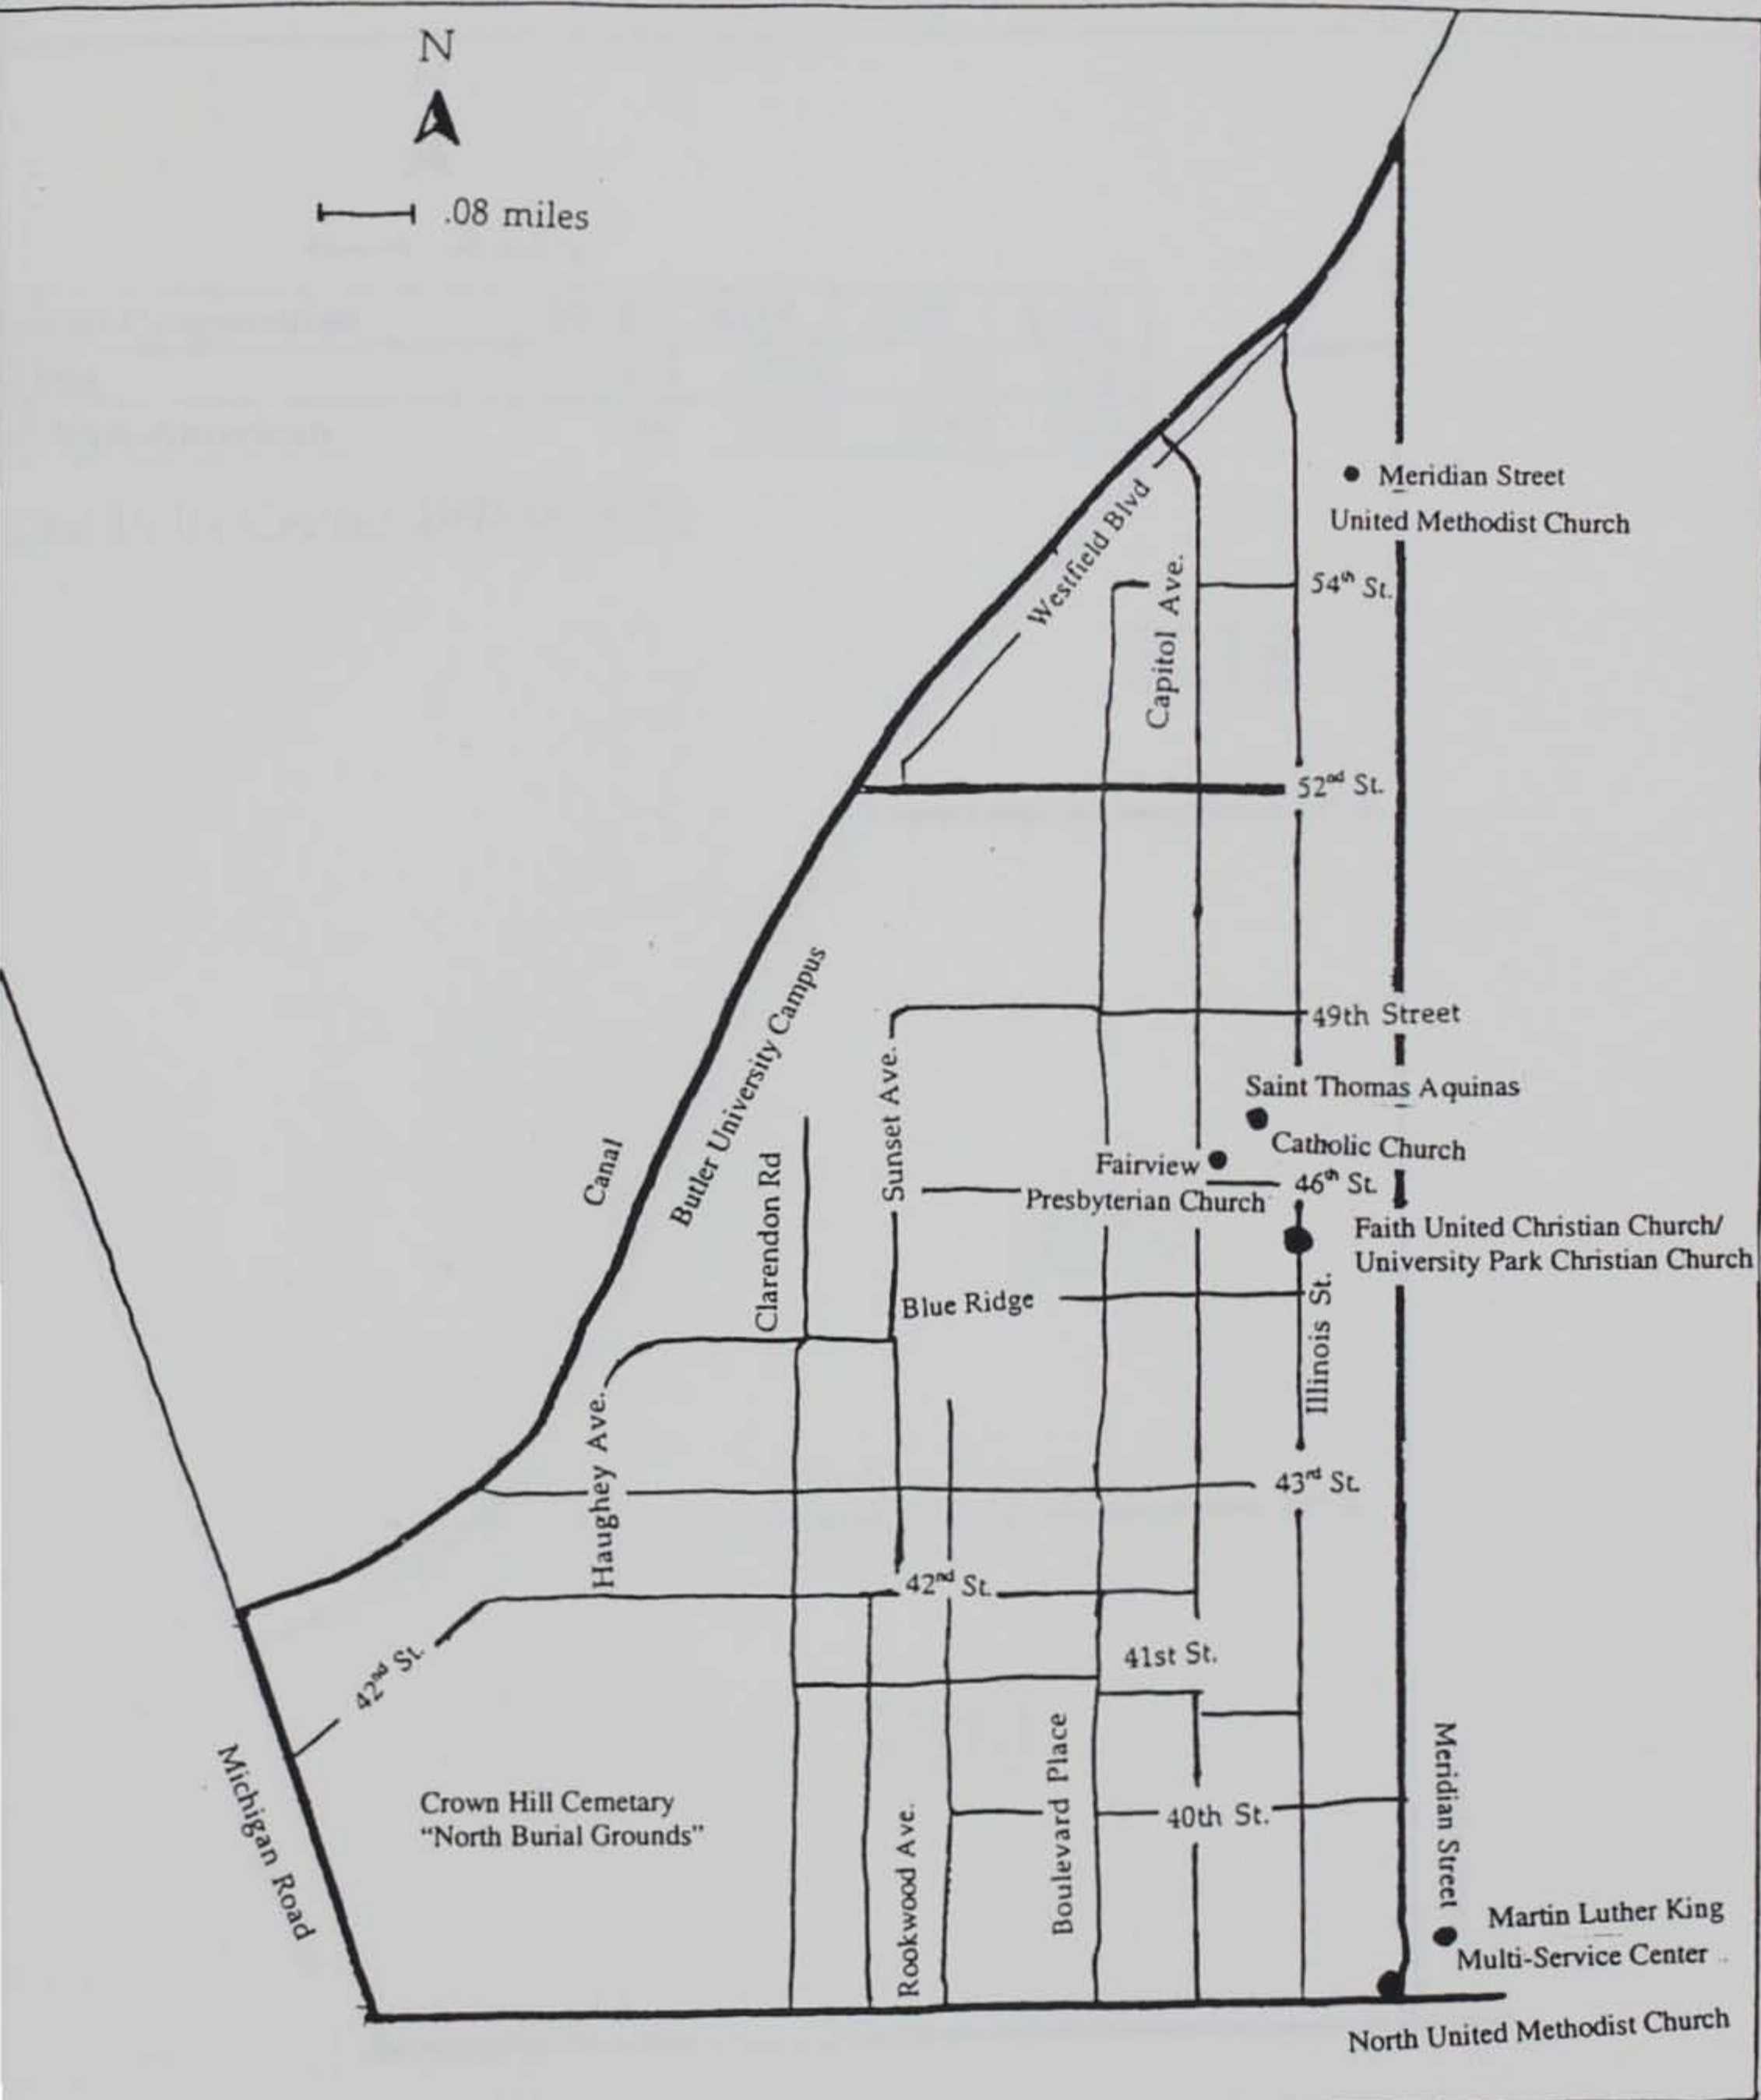 N
.08 miles
Meridian Street
United Methodist Church
Westfield Blvd
54th St.
Capitol Ave.
52nd St.
Butler University Campus
49th Street
Sunset Ave.
Saint Thomas Aquinas
Catholic Church
Canal
Clarendon Rd
Fairview
Presbyterian Church
46th St.
Faith United Christian Church/
University Park Christian Church
Blue Ridge
Illinois St.
Haughey Ave.
43rd St.
42nd St.
42nd St.
41st St.
Michigan Road
Crown Hill Cemetary
"North Burial Grounds"
Rookwood Ave.
Boulevard Place
40th St.
Meridian Street
Martin Luther King
Multi-Service Center
North United Methodist Church